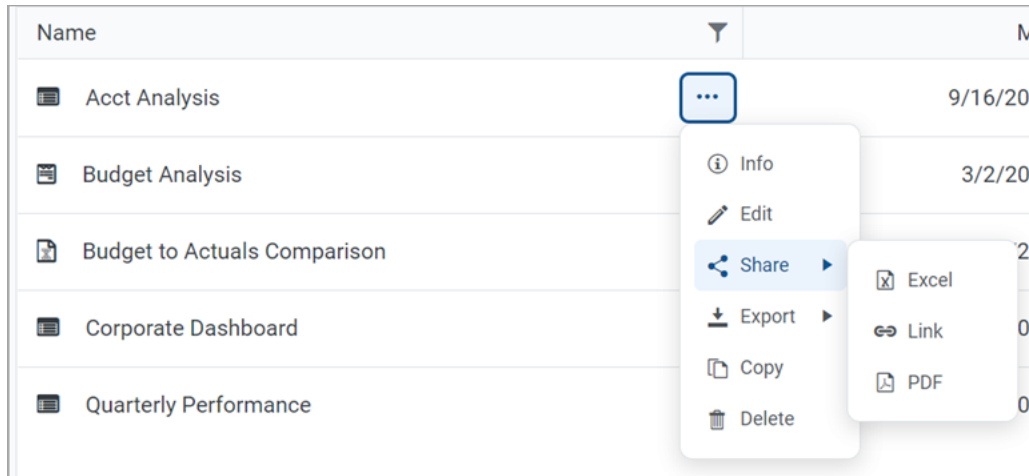 Name
Acct Analysis
9/16/20
Budget Analysis
3/2/20
Budget to Actuals Comparison
Corporate Dashboard
Quarterly Performance
Info
Edit
Share
Export
Copy
Delete
Excel
Link
PDF